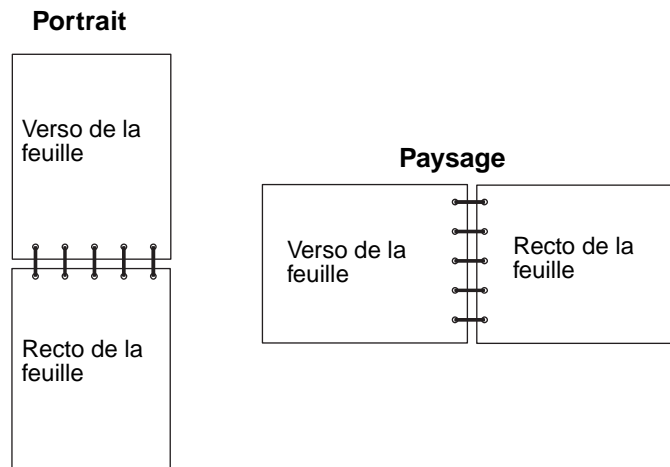 Portrait
Verso de la
feuille
Recto de la
feuille
Paysage
Verso de la
feuille
Recto de la
feuille